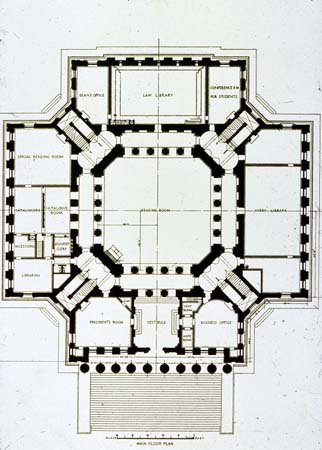 DEAN'S OFFICE
LAW LIBRARY
CONFERENCE RM
FOR STUDENTS
SPECIAL READING ROOM
CATALOGUERS
CATALOGUE
ROOM
READING ROOM
AVERY LIBRARY
ACCESSIONS
DELIVERY
CLERK
LIBRARIAN
PRESIDENT'S ROOM
VESTIBULE
BUSINESS OFFICE
MAIN FLOOR PLAN